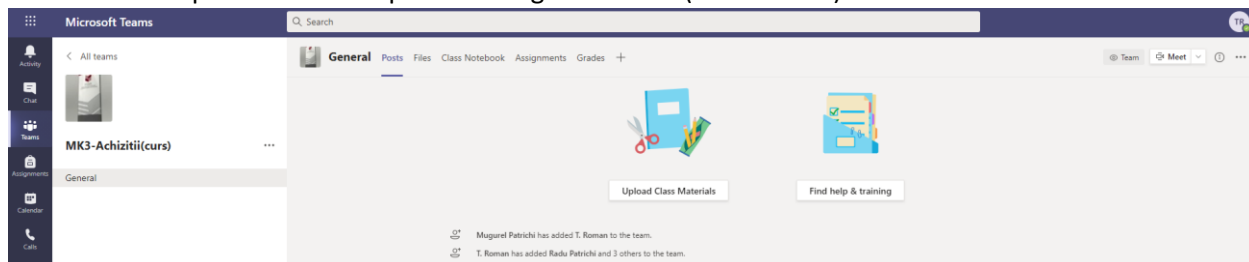 Microsoft Teams
Search
TR
Activity
Chat
Teams
Assignments
Calendar
Calls
All teams
MK3-Achizitii(curs)
General
General Posts Files Class Notebook Assignments Grades
Team
Meet
Upload Class Materials
Find help & training
Mugurel Patrichi has added T. Roman to the team.
T. Roman has added Radu Patrichi and 3 others to the team.